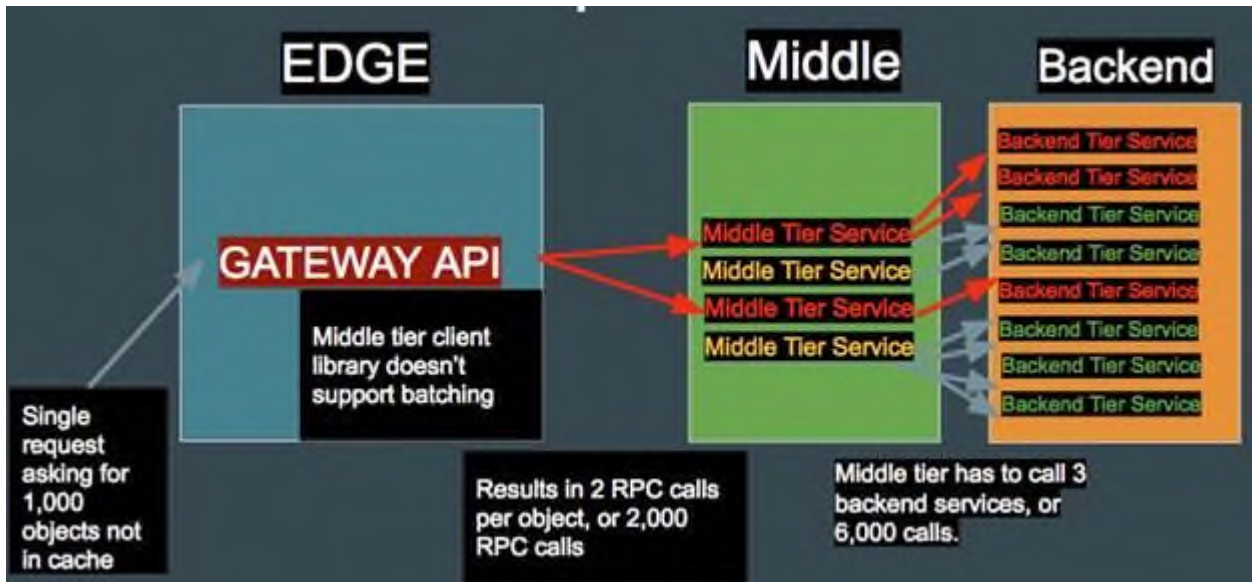 EDGE
Middle
Backend
GATEWAY API
Middle tier client
library doesn't
support batching
Single
request
asking for
1,000
objects not
in cache
Results in 2 RPC calls
per object, or 2,000
RPC calls
Middle Tier Service
Middle Tier Service
Middle Tier Service
Middle Tier Service
Backend Tier Service
Backend Tier Service
Backend Tier Service
Backend Tier Service
Backend Tier Service
Backend Tier Service
Backend Tier Service
Backend Tier Service
Middle tier has to call 3
backend services, or
6,000 calls.